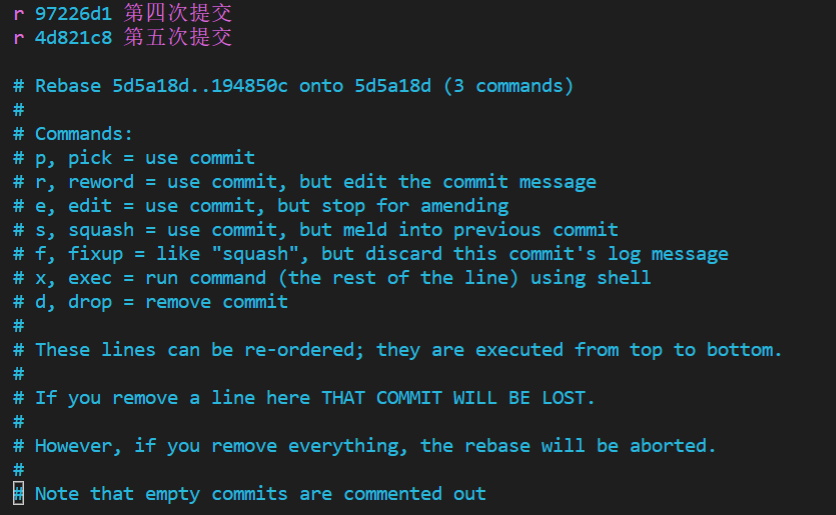 r 97226d1 第四次提交
r 4d821c8 第五次提交
# Rebase 5d5a18d..194850c onto 5d5a18d (3 commands)
#
# Commands:
# p, pick = use commit
# r, reword = use commit, but edit the commit message
# e, edit = use commit, but stop for amending
# s, squash = use commit, but meld into previous commit
# f, fixup = like "squash", but discard this commit's log message
# x, exec = run command (the rest of the line) using shell
# d, drop = remove commit
#
# These lines can be re-ordered; they are executed from top to bottom.
#
# If you remove a line here THAT COMMIT WILL BE LOST.
#
# However, if you remove everything, the rebase will be aborted.
#
# Note that empty commits are commented out